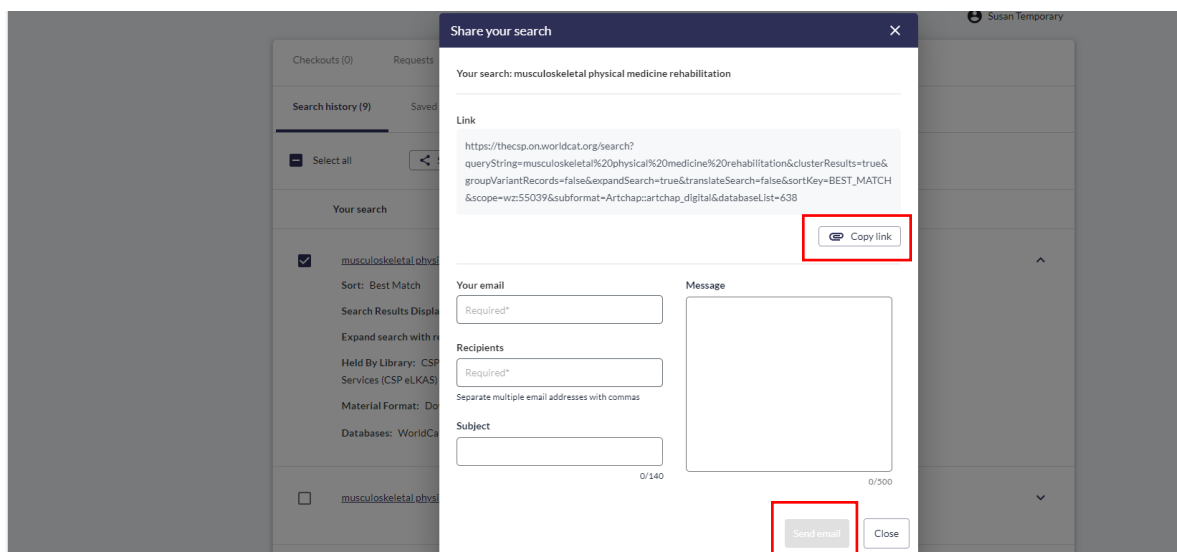 Susan Temporary
Share your search
Checkouts (0) Requests
Your search: musculoskeletal physical medicine rehabilitation
Search history (9) Saved
Link
https://thecsp.on.worldcat.org/search?
queryString=musculoskeletal%20physical%20medicine%20rehabilitation&clusterResults=true&
groupVariantRecords=false&expandSearch=true&translateSearch=false&sortKey=BEST_MATCH
&scope=wz:55039&subformat=Artchap::artchap_digital&databaseList=638
Select all
Your search
Copy link
musculoskeletal physi
Sort: Best Match
Search Results Displa
Expand search with re
Held By Library: CSP
Services (CSP eLKAS)
Material Format: Do
Databases: WorldCa
Your email
Required*
Recipients
Required*
Separate multiple email addresses with commas
Subject
0/140
Message
0/500
musculoskeletal physi
Send email
Close